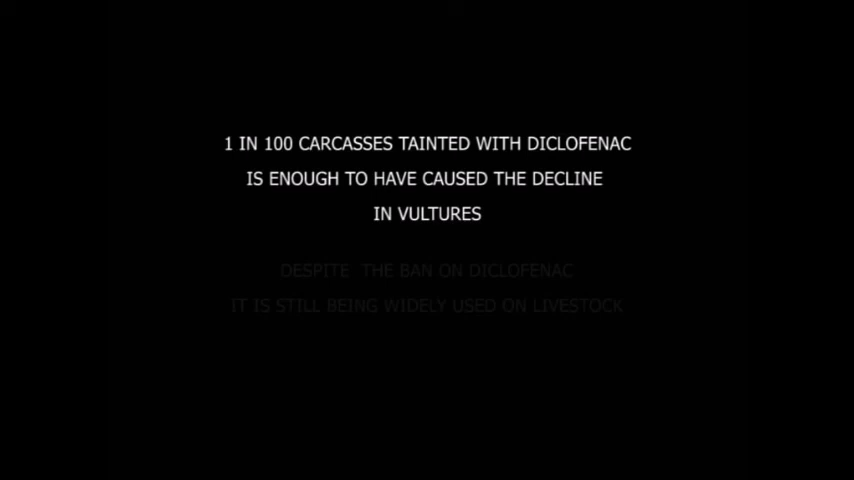 1 IN 100 CARCASSES TAINTED WITH DICLOFENAC
IS ENOUGH TO HAVE CAUSED THE DECLINE
IN VULTURES
DESPITE THE BAN ON DICLOFENAC
IT IS STILL BEING WIDELY USED ON LIVESTOCK